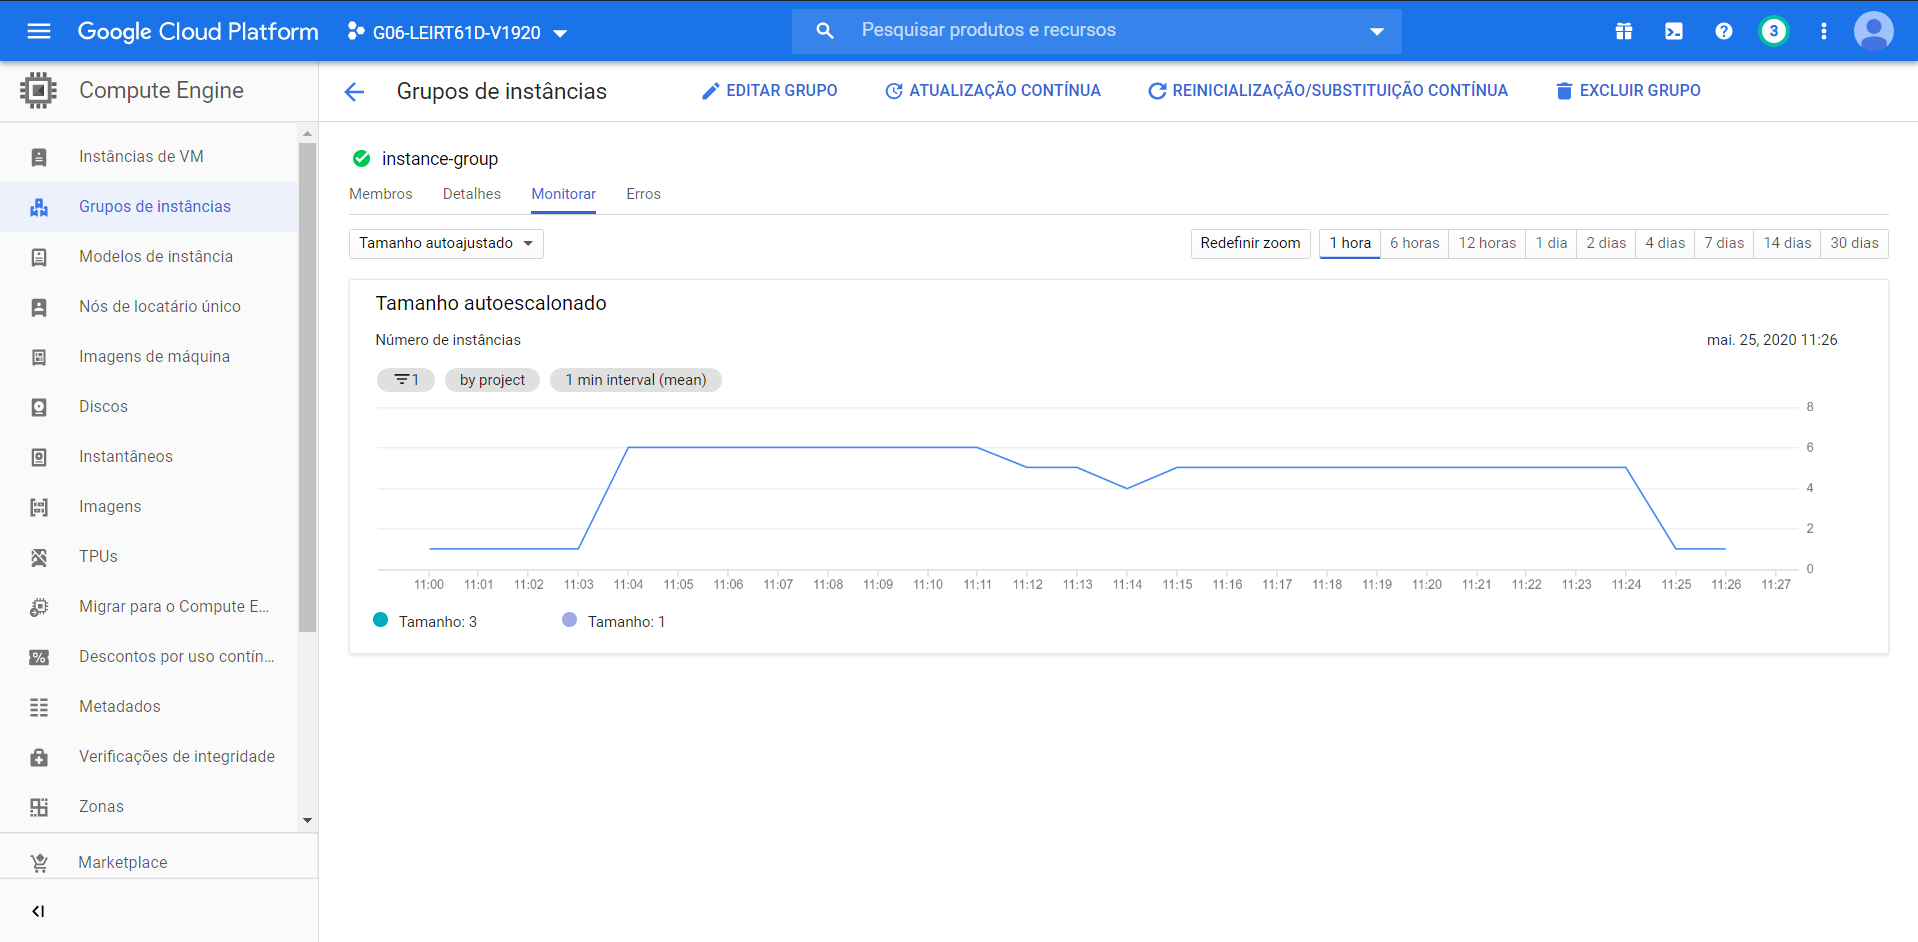 Google Cloud Platform
G06-LEIRT61D-V1920
Pesquisar produtos e recursos
3
Compute Engine
Grupos de instâncias
EDITAR GRUPO
ATUALIZAÇÃO CONTÍNUA
REINICIALIZAÇÃO/SUBSTITUIÇÃO CONTÍNUA
EXCLUIR GRUPO
Instâncias de VM
Grupos de instâncias
Modelos de instância
Nós de locatário único
Imagens de máquina
Discos
Instantâneos
Imagens
TPUs
Migrar para o Compute E...
Descontos por uso contín...
Metadados
Verificações de integridade
Zonas
Marketplace
instance-group
Membros Detalhes Monitorar Erros
Tamanho autoajustado
Redefinir zoom 1 hora 6 horas 12 horas 1 dia 2 dias 4 dias 7 dias 14 dias 30 dias
Tamanho autoescalonado
Número de instâncias
mai. 25, 2020 11:26
1 by project 1 min interval (mean)
8
6
4
2
0
11:00 11:01 11:02 11:03 11:04 11:05 11:06 11:07 11:08 11:09 11:10 11:11 11:12 11:13 11:14 11:15 11:16 11:17 11:18 11:19 11:20 11:21 11:22 11:23 11:24 11:25 11:26 11:27
Tamanho: 3 Tamanho: 1